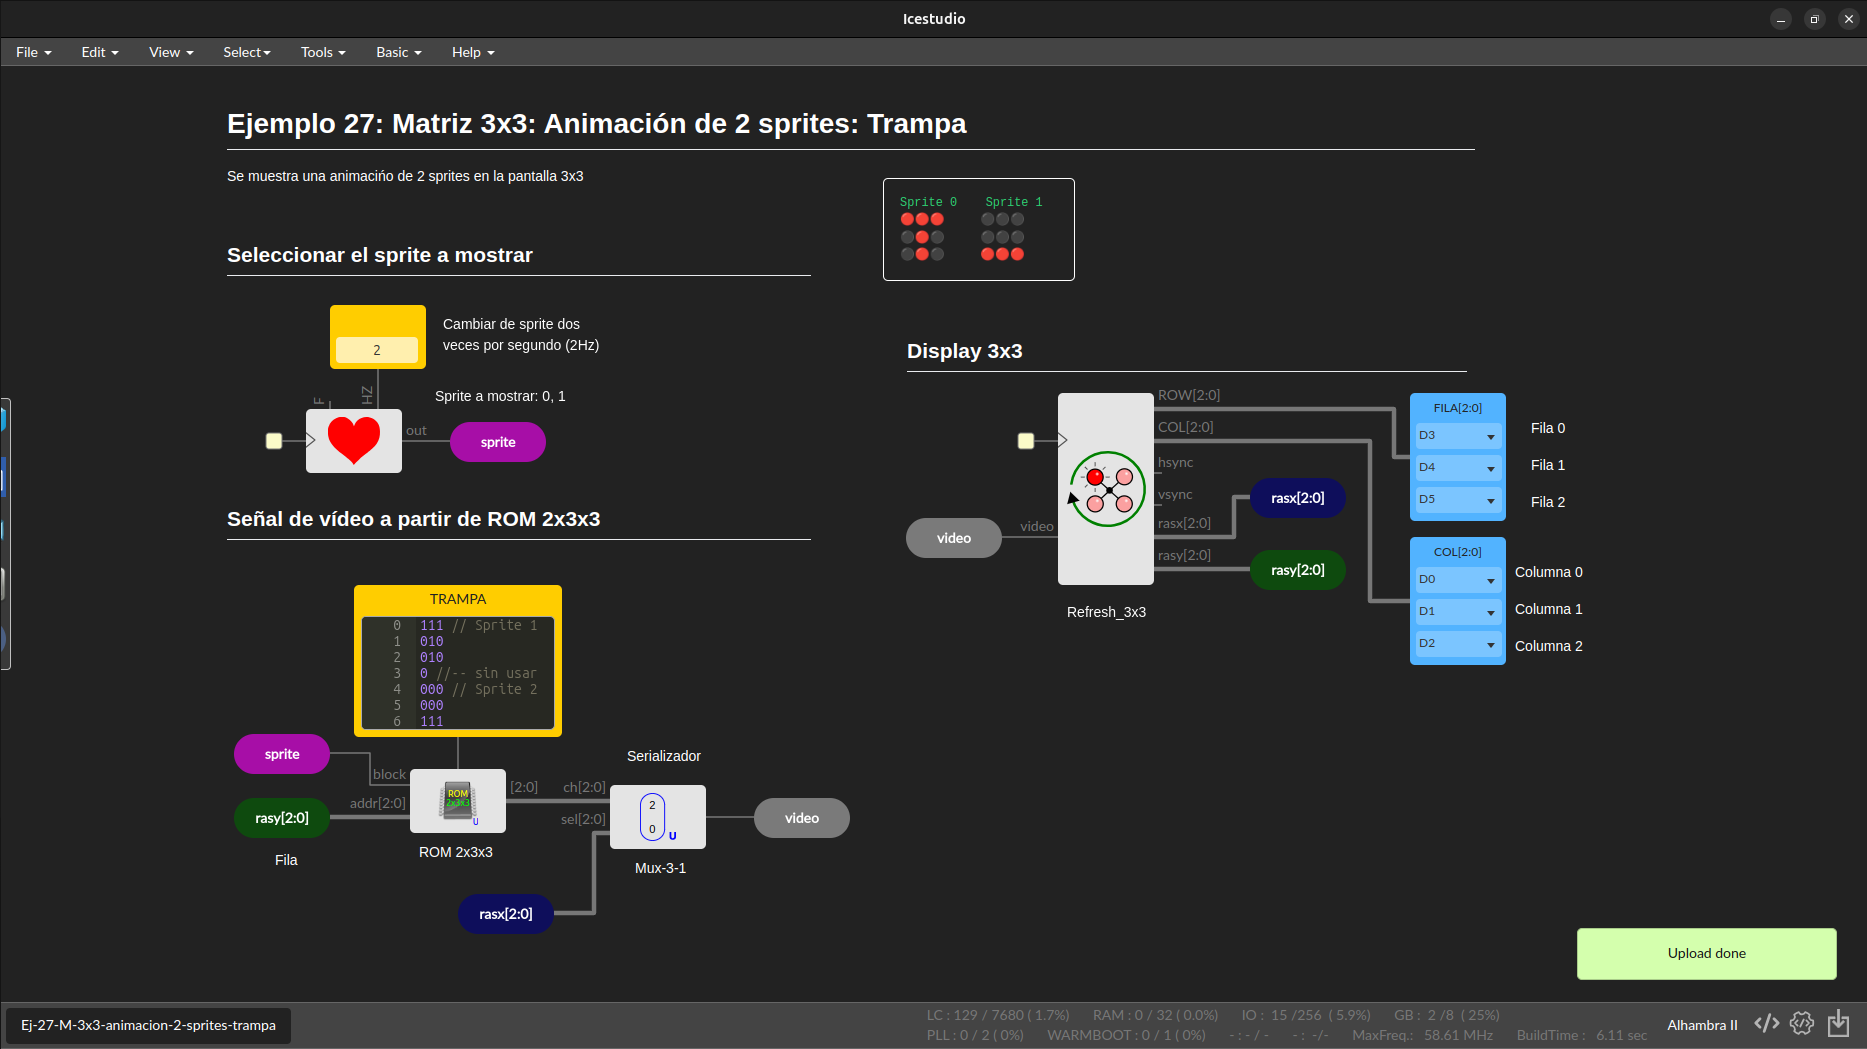 Icestudio
File
Edit
View
Select
Tools
Basic
Help
Ejemplo 27: Matriz 3x3: Animación de 2 sprites: Trampa
Se muestra una animacińo de 2 sprites en la pantalla 3x3
Sprite 0 Sprite 1
Seleccionar el sprite a mostrar
2
Cambiar de sprite dos
veces por segundo (2Hz)
F
HZ
Sprite a mostrar: 0, 1
out
sprite
Señal de vídeo a partir de ROM 2x3x3
TRAMPA
0 111 // Sprite 1
1 010
2 010
3 0 //-- sin usar
4 000 // Sprite 2
5 000
6 111
sprite
block
addr[2:0]
rasy[2:0]
Fila
ROM
2x3x3
U
ROM 2x3x3
[2:0]
Serializador
ch[2:0]
sel[2:0]
2
0
U
Mux-3-1
video
rasx[2:0]
Display 3x3
video
video
ROW[2:0]
COL[2:0]
hsync
vsync
rasx[2:0]
rasy[2:0]
Refresh_3x3
rasx[2:0]
rasy[2:0]
FILA[2:0]
D3
D4
D5
Fila 0
Fila 1
Fila 2
COL[2:0]
D0
D1
D2
Columna 0
Columna 1
Columna 2
Upload done
Ej-27-M-3x3-animacion-2-sprites-trampa
LC : 129 / 7680 ( 1.7%) RAM : 0 / 32 ( 0.0%) IO : 15 /256 ( 5.9%) GB : 2 /8 ( 25%)
PLL : 0 / 2 ( 0%) WARMBOOT : 0 / 1 ( 0%) - : - / - - : -/- MaxFreq.: 58.61 MHz BuildTime : 6.11 sec
Alhambra II